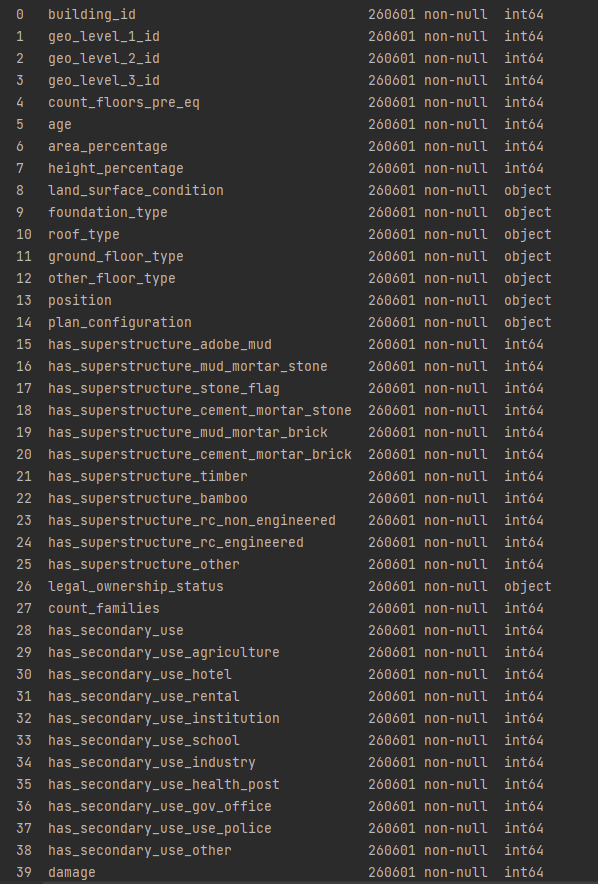 0 building_id 260601 non-null int64
1 geo_level_1_id 260601 non-null int64
2 geo_level_2_id 260601 non-null int64
3 geo_level_3_id 260601 non-null int64
4 count_floors_pre_eq 260601 non-null int64
5 age 260601 non-null int64
6 area_percentage 260601 non-null int64
7 height_percentage 260601 non-null int64
8 land_surface_condition 260601 non-null object
9 foundation_type 260601 non-null object
10 roof_type 260601 non-null object
11 ground_floor_type 260601 non-null object
12 other_floor_type 260601 non-null object
13 position 260601 non-null object
14 plan_configuration 260601 non-null object
15 has_superstructure_adobe_mud 260601 non-null int64
16 has_superstructure_mud_mortar_stone 260601 non-null int64
17 has_superstructure_stone_flag 260601 non-null int64
18 has_superstructure_cement_mortar_stone 260601 non-null int64
19 has_superstructure_mud_mortar_brick 260601 non-null int64
20 has_superstructure_cement_mortar_brick 260601 non-null int64
21 has_superstructure_timber 260601 non-null int64
22 has_superstructure_bamboo 260601 non-null int64
23 has_superstructure_rc_non_engineered 260601 non-null int64
24 has_superstructure_rc_engineered 260601 non-null int64
25 has_superstructure_other 260601 non-null int64
26 legal_ownership_status 260601 non-null object
27 count_families 260601 non-null int64
28 has_secondary_use 260601 non-null int64
29 has_secondary_use_agriculture 260601 non-null int64
30 has_secondary_use_hotel 260601 non-null int64
31 has_secondary_use_rental 260601 non-null int64
32 has_secondary_use_institution 260601 non-null int64
33 has_secondary_use_school 260601 non-null int64
34 has_secondary_use_industry 260601 non-null int64
35 has_secondary_use_health_post 260601 non-null int64
36 has_secondary_use_gov_office 260601 non-null int64
37 has_secondary_use_use_police 260601 non-null int64
38 has_secondary_use_other 260601 non-null int64
39 damage 260601 non-null int64